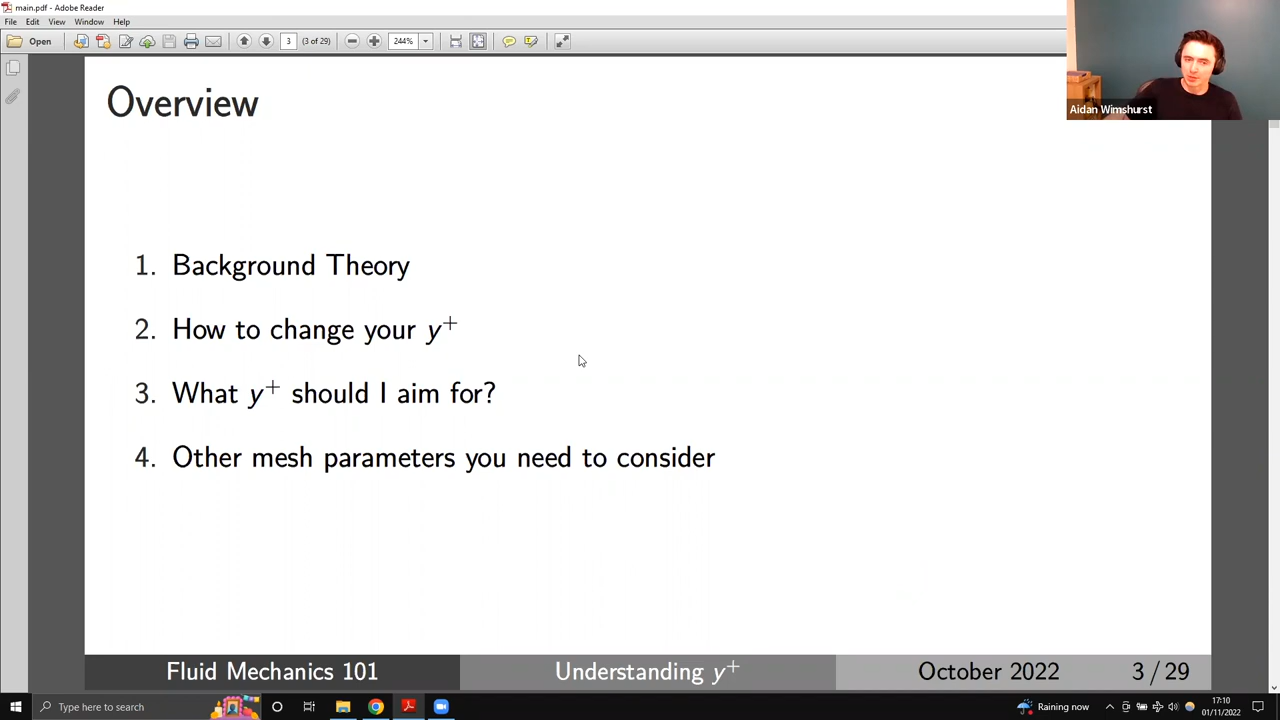 main.pdf - Adobe Reader
File Edit View Window Help
Open 3 (3 of 29) 244%
Aidan Wimshurst
Overview
1. Background Theory
2. How to change your y⁺
3. What y⁺ should I aim for?
4. Other mesh parameters you need to consider
Fluid Mechanics 101 Understanding y⁺ October 2022 3 / 29
Type here to search Raining now 17:10
01/11/2022